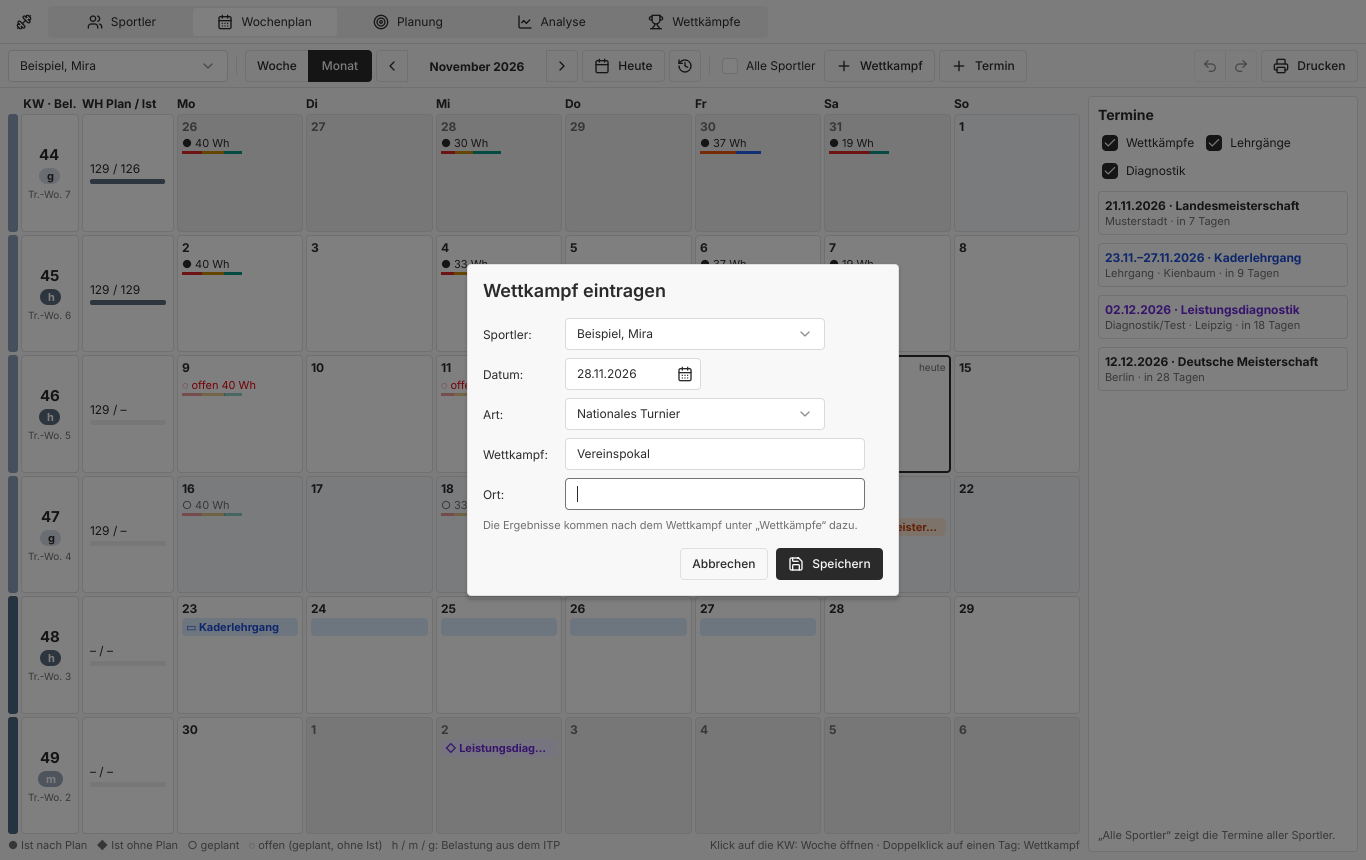 Sportler Wochenplan Planung Analyse Wettkämpfe
Beispiel, Mira Woche Monat November 2026 Heute Alle Sportler Wettkampf Termin Drucken
KW · Bel. WH Plan / Ist Mo Di Mi Do Fr Sa So
44 g Tr.-Wo. 7
129 / 126
26 40 Wh
27
28 30 Wh
29
30 37 Wh
31 19 Wh
1
45 h Tr.-Wo. 6
129 / 129
2 40 Wh
3
4 33 Wh
5
6 37 Wh
7 19 Wh
8
46 h Tr.-Wo. 5
129 / –
9 offen 40 Wh
10
11
heute
15
47 g Tr.-Wo. 4
129 / –
16 40 Wh
17
18 33
22
48 h Tr.-Wo. 3
– / –
23 Kaderlehrgang
24
25
26
27
28
29
49 m Tr.-Wo. 2
– / –
30
1
2 Leistungsdiag...
3
4
5
6
Wettkampf eintragen
Sportler: Beispiel, Mira
Datum: 28.11.2026
Art: Nationales Turnier
Wettkampf: Vereinspokal
Ort:
Die Ergebnisse kommen nach dem Wettkampf unter „Wettkämpfe“ dazu.
Abbrechen Speichern
Termine
Wettkämpfe Lehrgänge
Diagnostik
21.11.2026 · Landesmeisterschaft
Musterstadt · in 7 Tagen
23.11.–27.11.2026 · Kaderlehrgang
Lehrgang · Kienbaum · in 9 Tagen
02.12.2026 · Leistungsdiagnostik
Diagnostik/Test · Leipzig · in 18 Tagen
12.12.2026 · Deutsche Meisterschaft
Berlin · in 28 Tagen
„Alle Sportler“ zeigt die Termine aller Sportler.
Ist nach Plan Ist ohne Plan geplant offen (geplant, ohne Ist) h / m / g: Belastung aus dem ITP
Klick auf die KW: Woche öffnen · Doppelklick auf einen Tag: Wettkampf